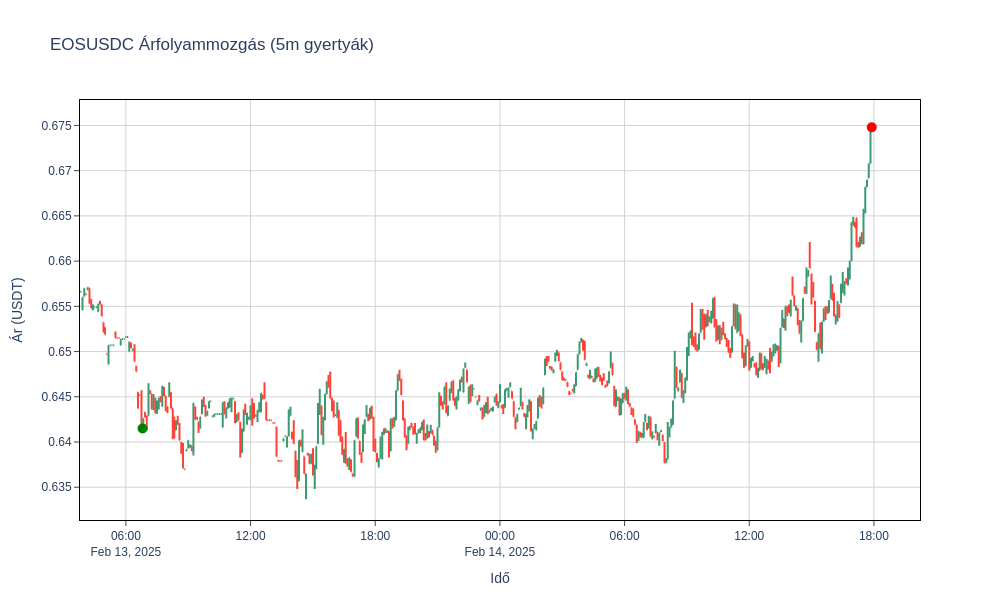 EOSUSDC Árfolyammozgás (5m gyertyák)
0.675
0.67
0.665
0.66
0.655
0.65
0.645
0.64
0.635
Ár (USDT)
06:00 12:00 18:00 00:00 06:00 12:00 18:00
Feb 13, 2025 Feb 14, 2025
Idő